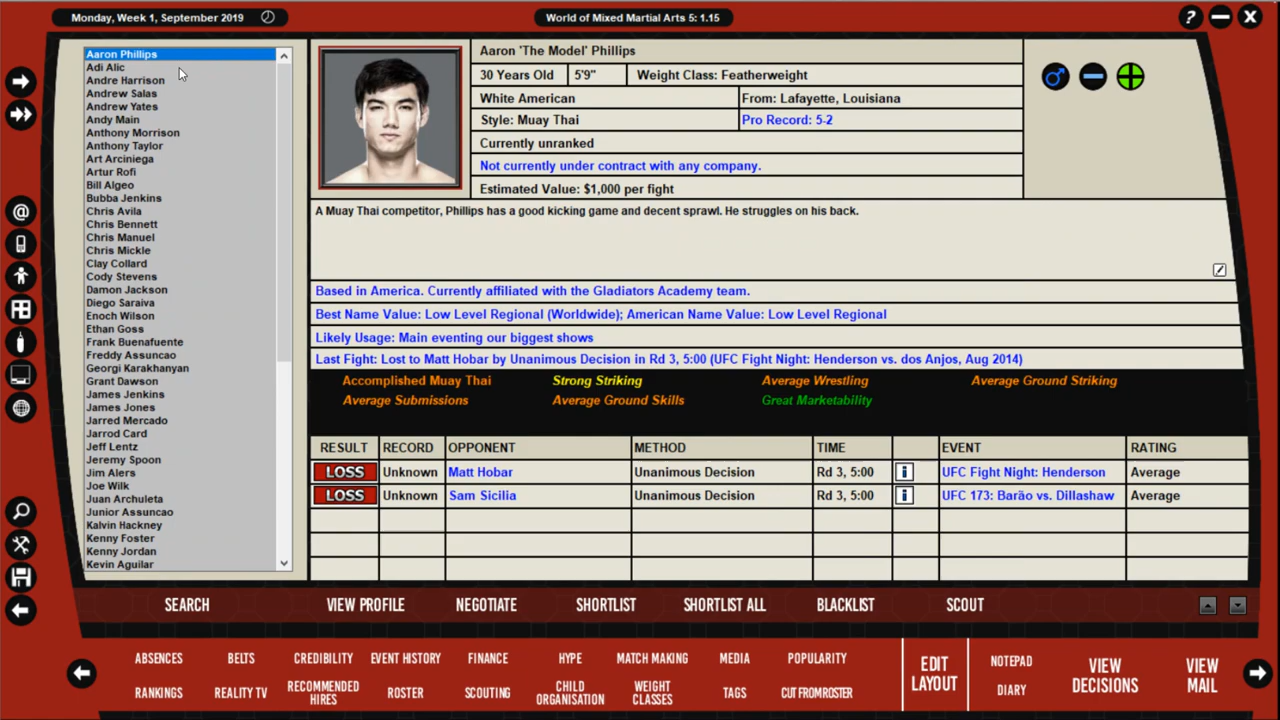 Monday, Week 1, September 2019
World of Mixed Martial Arts 5: 1.15
?
X
Aaron Phillips
Adi Alic
Andre Harrison
Andrew Salas
Andrew Yates
Andy Main
Anthony Morrison
Anthony Taylor
Art Arciniega
Artur Rofi
Bill Algeo
Bubba Jenkins
Chris Avila
Chris Bennett
Chris Manuel
Chris Mickle
Clay Collard
Cody Stevens
Damon Jackson
Diego Saraiva
Enoch Wilson
Ethan Goss
Frank Buenafuente
Freddy Assuncao
Georgi Karakhanyan
Grant Dawson
James Jenkins
James Jones
Jarred Mercado
Jarrod Card
Jeff Lentz
Jeremy Spoon
Jim Alers
Joe Wilk
Juan Archuleta
Junior Assuncao
Kalvin Hackney
Kenny Foster
Kenny Jordan
Kevin Aguilar
Aaron 'The Model' Phillips
30 Years Old 5'9" Weight Class: Featherweight
White American From: Lafayette, Louisiana
Style: Muay Thai Pro Record: 5-2
Currently unranked
Not currently under contract with any company.
Estimated Value: $1,000 per fight
A Muay Thai competitor, Phillips has a good kicking game and decent sprawl. He struggles on his back.
Based in America. Currently affiliated with the Gladiators Academy team.
Best Name Value: Low Level Regional (Worldwide); American Name Value: Low Level Regional
Likely Usage: Main eventing our biggest shows
Last Fight: Lost to Matt Hobar by Unanimous Decision in Rd 3, 5:00 (UFC Fight Night: Henderson vs. dos Anjos, Aug 2014)
Accomplished Muay Thai Strong Striking Average Wrestling Average Ground Striking
Average Submissions Average Ground Skills Great Marketability
RESULT RECORD OPPONENT METHOD TIME EVENT RATING
LOSS Unknown Matt Hobar Unanimous Decision Rd 3, 5:00 i UFC Fight Night: Henderson Average
LOSS Unknown Sam Sicilia Unanimous Decision Rd 3, 5:00 i UFC 173: Barão vs. Dillashaw Average
SEARCH VIEW PROFILE NEGOTIATE SHORTLIST SHORTLIST ALL BLACKLIST SCOUT
@
ABSENCES BELTS CREDIBILITY EVENT HISTORY FINANCE HYPE MATCH MAKING MEDIA POPULARITY
RANKINGS REALITY TV RECOMMENDED HIRES ROSTER SCOUTING CHILD ORGANISATION WEIGHT CLASSES TAGS CUT FROM ROSTER
EDIT LAYOUT
NOTEPAD
DIARY
VIEW DECISIONS
VIEW MAIL